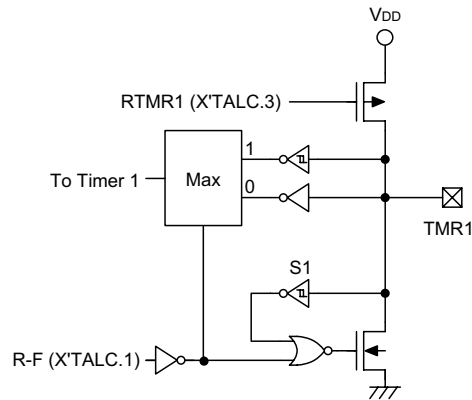 VDD
RTMR1 (X'TALC.3)
1
To Timer 1
Max
0
TMR1
S1
R-F (X'TALC.1)